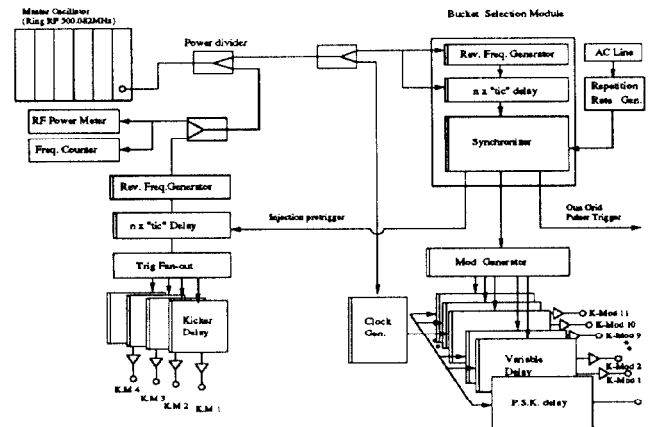 Master Oscillator
(Ring RF 500.082MHz)
Bucket Selection Module
Power divider
Rev. Freq. Generator
AC Line
n x "tic" delay
Repetition
Rate Gen.
RF Power Meter
Freq. Counter
Synchronizer
Rev. Freq.Generator
n x "tic" Delay
Injection pretrigger
Gun Grid
Pulser Trigger
Trig Fan-out
Mod Generator
Kicker
Delay
Clock
Gen.
K-Mod 11
K-Mod 10
K-Mod 9
Variable
Delay
K-Mod 2
K-Mod 1
P.S.K. delay
K.M 4
K.M 3
K.M 2
K.M 1